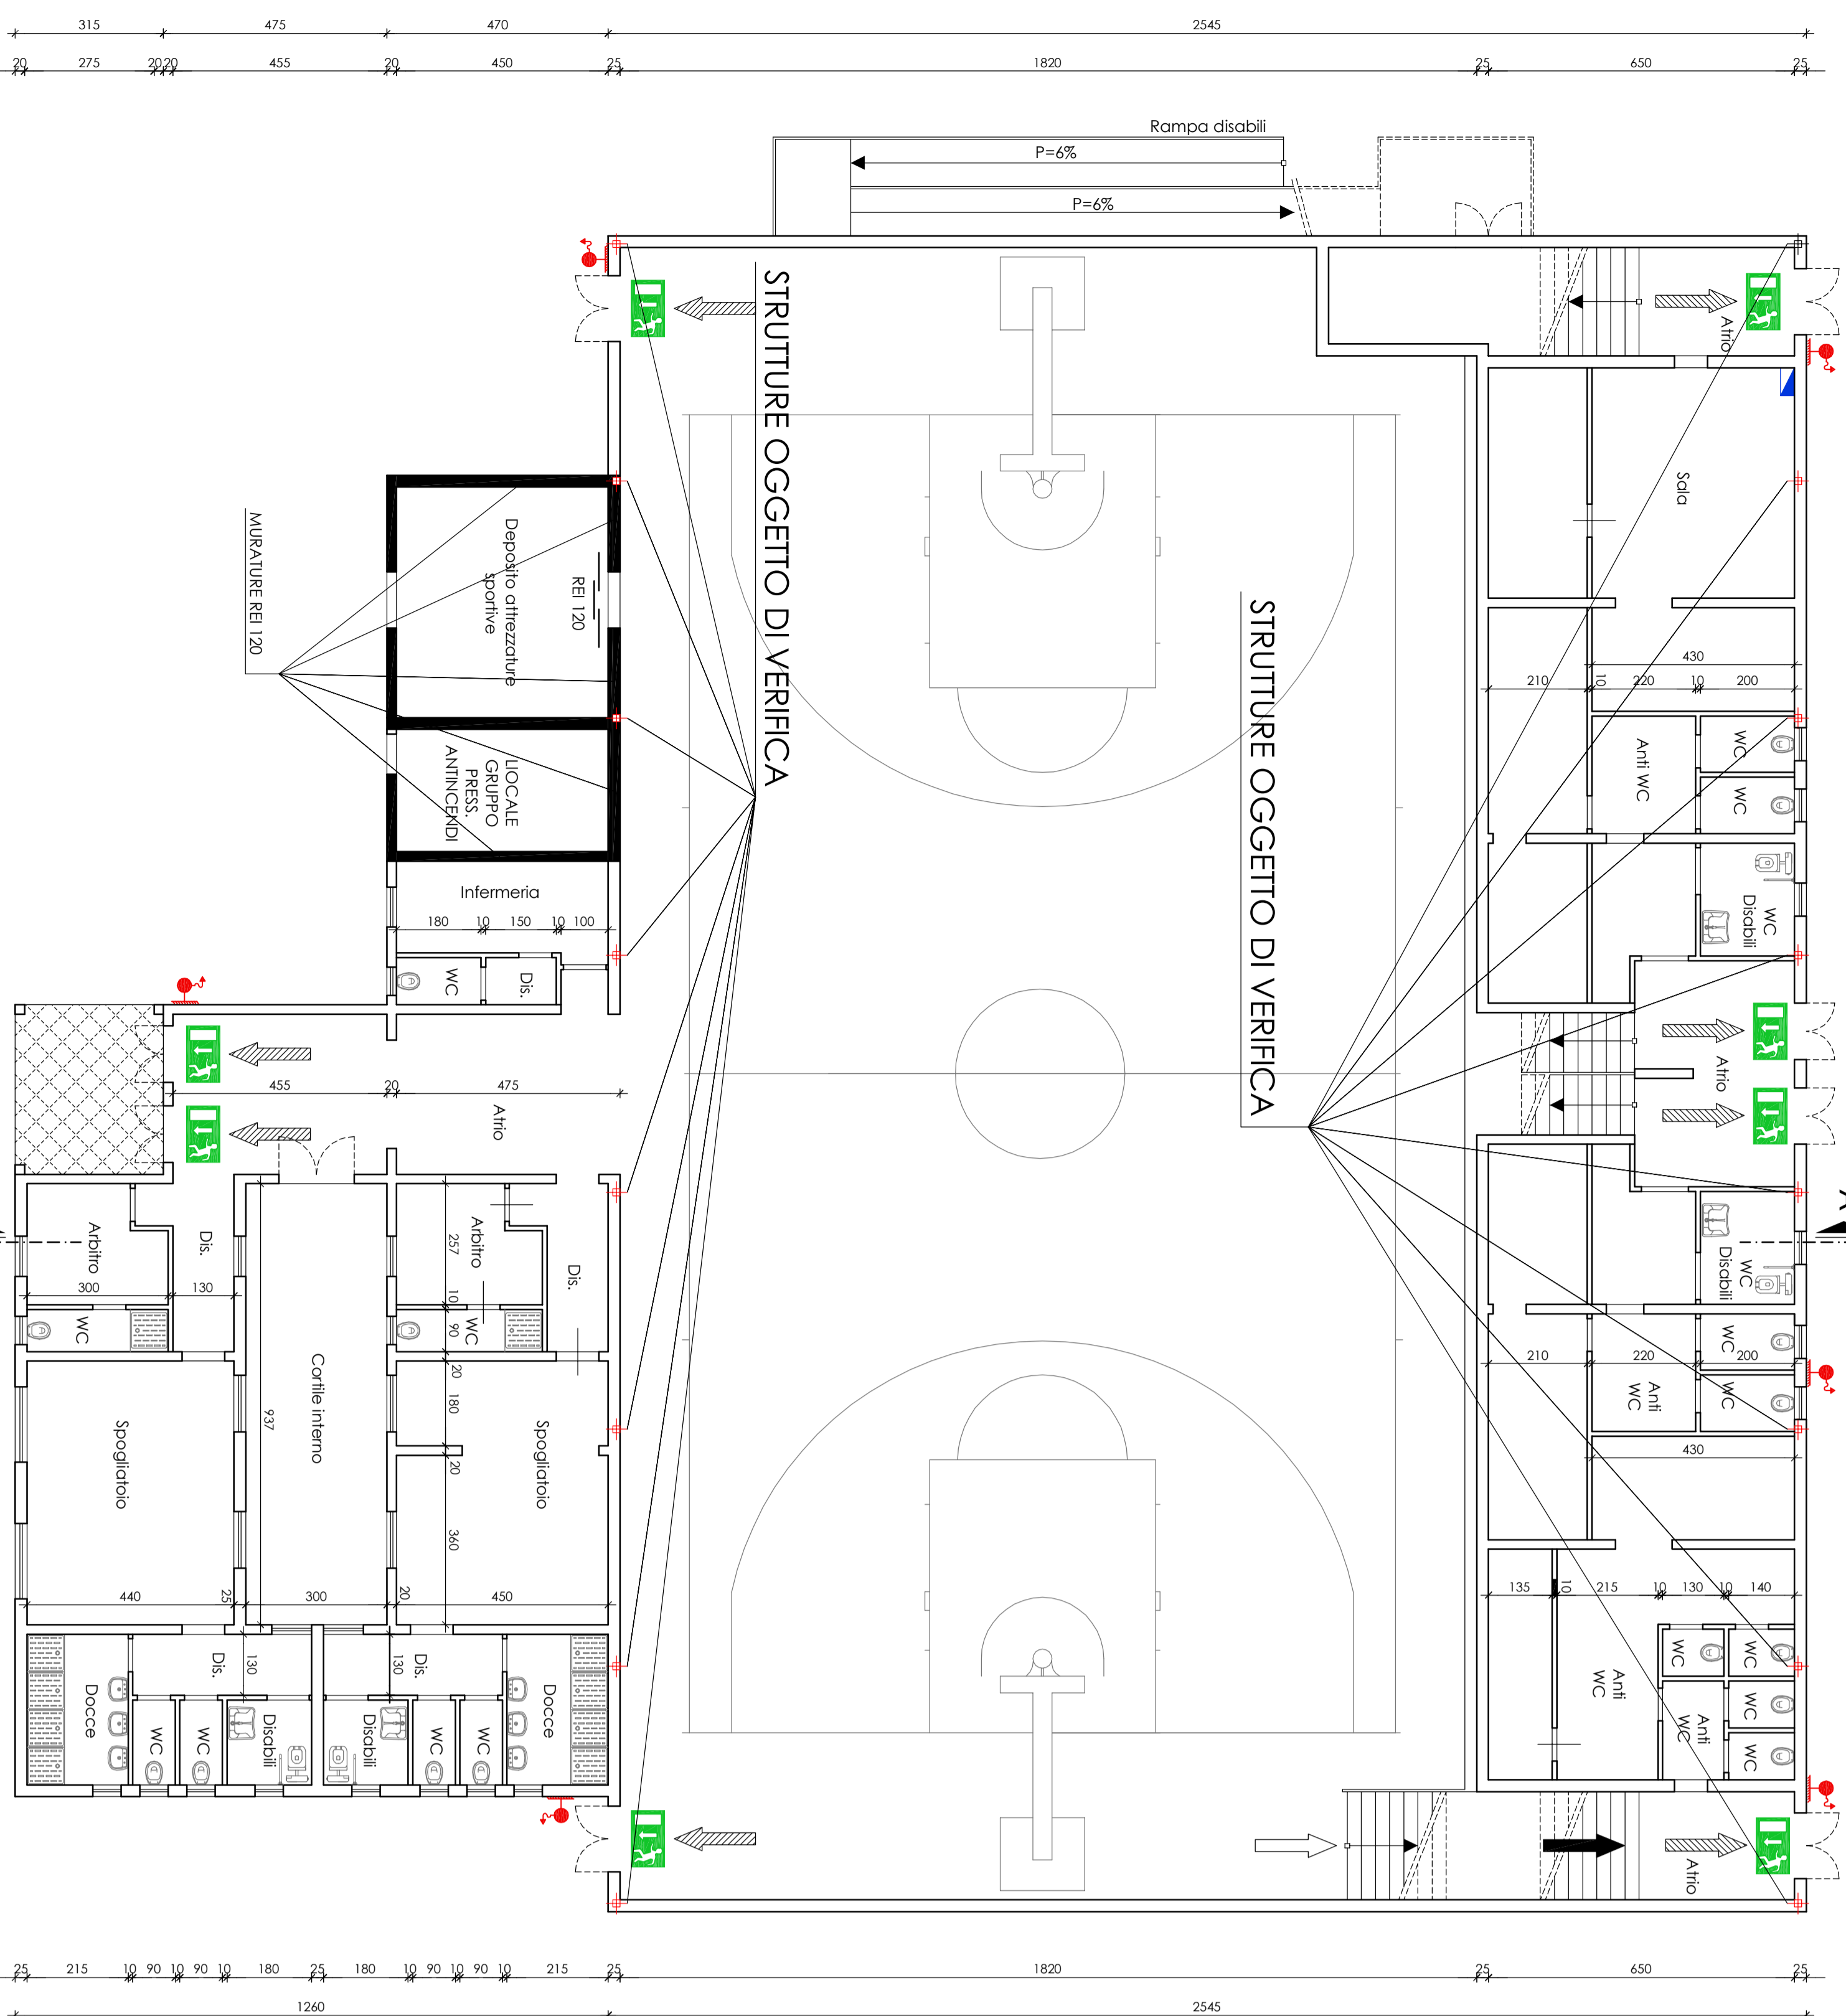 315 475 470 2545
20 275 20 20 455 20 450 25 1820 25 650 25
Rampa disabili
P=6%
P=6%
STRUTTURE OGGETTO DI VERIFICA
STRUTTURE OGGETTO DI VERIFICA
Atrio
Sala
MURATURE REI 120
Deposito attrezzature
sportive
REI 120
LIOCALE
GRUPPO
PRESS.
ANTINCENDI
430
210 10 220 10 200
Anti WC
WC
WC
WC
Disabili
Infermeria
180 10 150 10 100
WC
Dis.
Atrio
455 20 475
Atrio
Arbitro
300 130
Dis.
WC
Arbitro
257
10
90
20
180
20
360
WC
Dis.
WC
Disabili
WC
210 220 200
Anti
WC
WC
430
Spogliatoio
Cortile interno
937
Spogliatoio
440 25 300 20 450
135 10 215 10 130 10 140
WC
WC
Anti
WC
Anti
WC
WC
WC
Dis.
130
130
Dis.
Docce
WC
WC
Disabili
Disabili
WC
WC
Docce
Atrio
25 215 10 90 10 90 10 180 25 180 10 90 10 90 10 215 25 1820 25 650 25
1260 2545